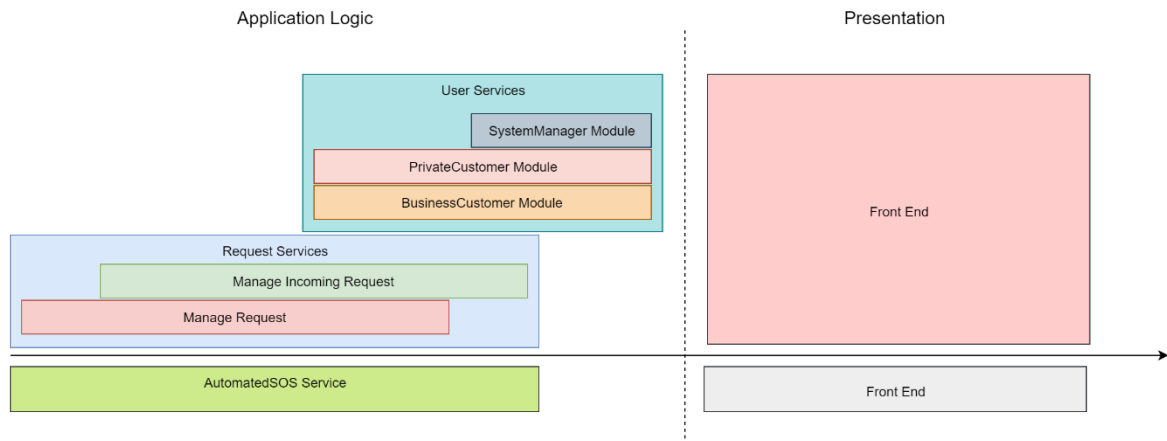 Application Logic
Presentation
User Services
SystemManager Module
PrivateCustomer Module
BusinessCustomer Module
Front End
Request Services
Manage Incoming Request
Manage Request
AutomatedSOS Service
Front End